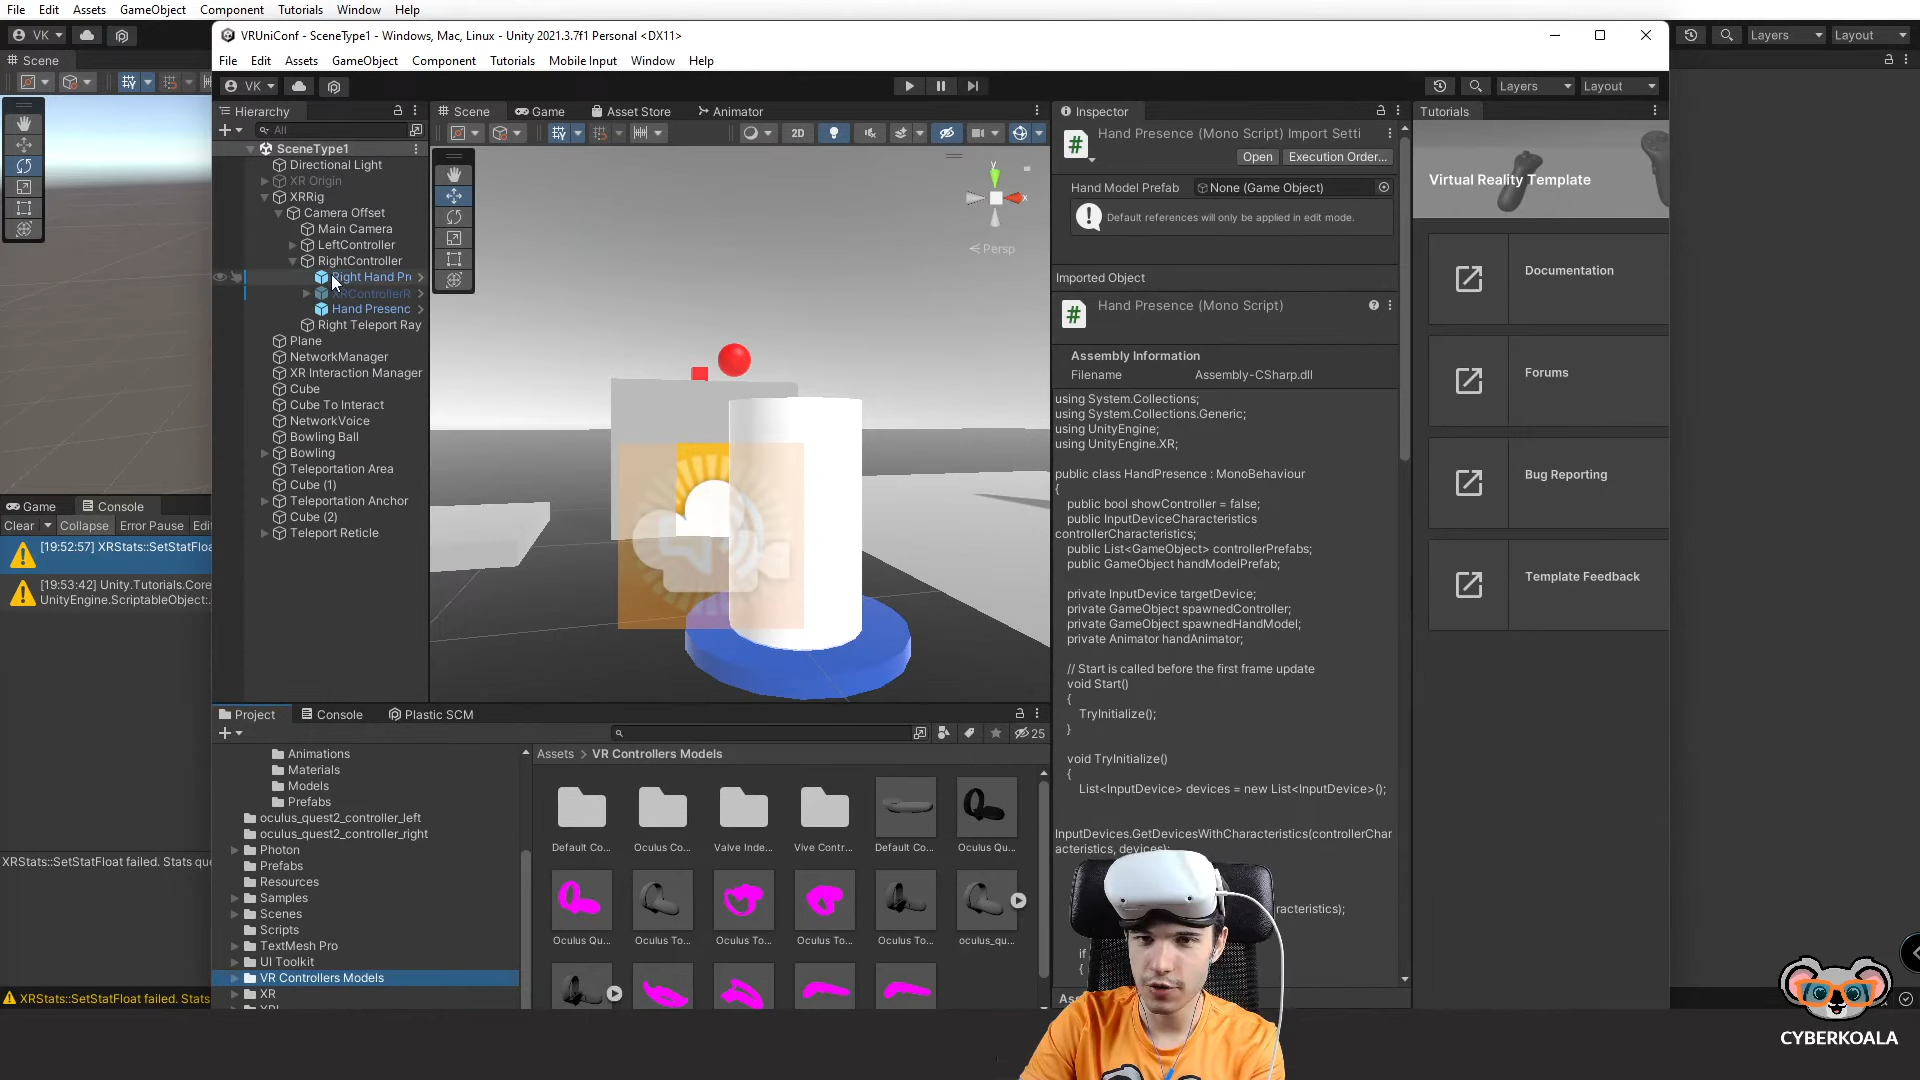 File Edit Assets GameObject Component Tutorials Window Help
VK Layers Layout
Scene
VRUniConf - SceneType1 - Windows, Mac, Linux - Unity 2021.3.7f1 Personal <DX11>
File Edit Assets GameObject Component Tutorials Mobile Input Window Help
VK Layers Layout
Hierarchy
All
SceneType1
Directional Light
XR Origin
XRRig
Camera Offset
Main Camera
LeftController
RightController
Right Hand Pr
XRControllerR
Hand Presenc
Right Teleport Ray
Plane
NetworkManager
XR Interaction Manager
Cube
Cube To Interact
NetworkVoice
Bowling Ball
Bowling
Teleportation Area
Cube (1)
Teleportation Anchor
Cube (2)
Teleport Reticle
Scene Game Asset Store Animator
2D
y
x
Persp
Inspector
Hand Presence (Mono Script) Import Setti
Open Execution Order...
Hand Model Prefab None (Game Object)
Default references will only be applied in edit mode.
Imported Object
Hand Presence (Mono Script)
Assembly Information
Filename Assembly-CSharp.dll
using System.Collections;
using System.Collections.Generic;
using UnityEngine;
using UnityEngine.XR;
public class HandPresence : MonoBehaviour
{
public bool showController = false;
public InputDeviceCharacteristics
controllerCharacteristics;
public List<GameObject> controllerPrefabs;
public GameObject handModelPrefab;
private InputDevice targetDevice;
private GameObject spawnedController;
private GameObject spawnedHandModel;
private Animator handAnimator;
// Start is called before the first frame update
void Start()
{
TryInitialize();
}
void TryInitialize()
{
List<InputDevice> devices = new List<InputDevice>();
InputDevices.GetDevicesWithCharacteristics(controllerChar
acteristics, devices);
racteristics);
if
{
Tutorials
Virtual Reality Template
Documentation
Forums
Bug Reporting
Template Feedback
Game Console
Clear Collapse Error Pause Edi
[19:52:57] XRStats::SetStatFloa
[19:53:42] Unity.Tutorials.Core
UnityEngine.ScriptableObject:.
XRStats::SetStatFloat failed. Stats que
XRStats::SetStatFloat failed. Stats
Project Console Plastic SCM
25
Animations
Materials
Models
Prefabs
oculus_quest2_controller_left
oculus_quest2_controller_right
Photon
Prefabs
Resources
Samples
Scenes
Scripts
TextMesh Pro
UI Toolkit
VR Controllers Models
XR
Assets > VR Controllers Models
Default Co... Oculus Co... Valve Inde... Vive Contr... Default Co... Oculus Qu...
Oculus Qu... Oculus To... Oculus To... Oculus To... Oculus To... oculus_qu...
CYBERKOALA